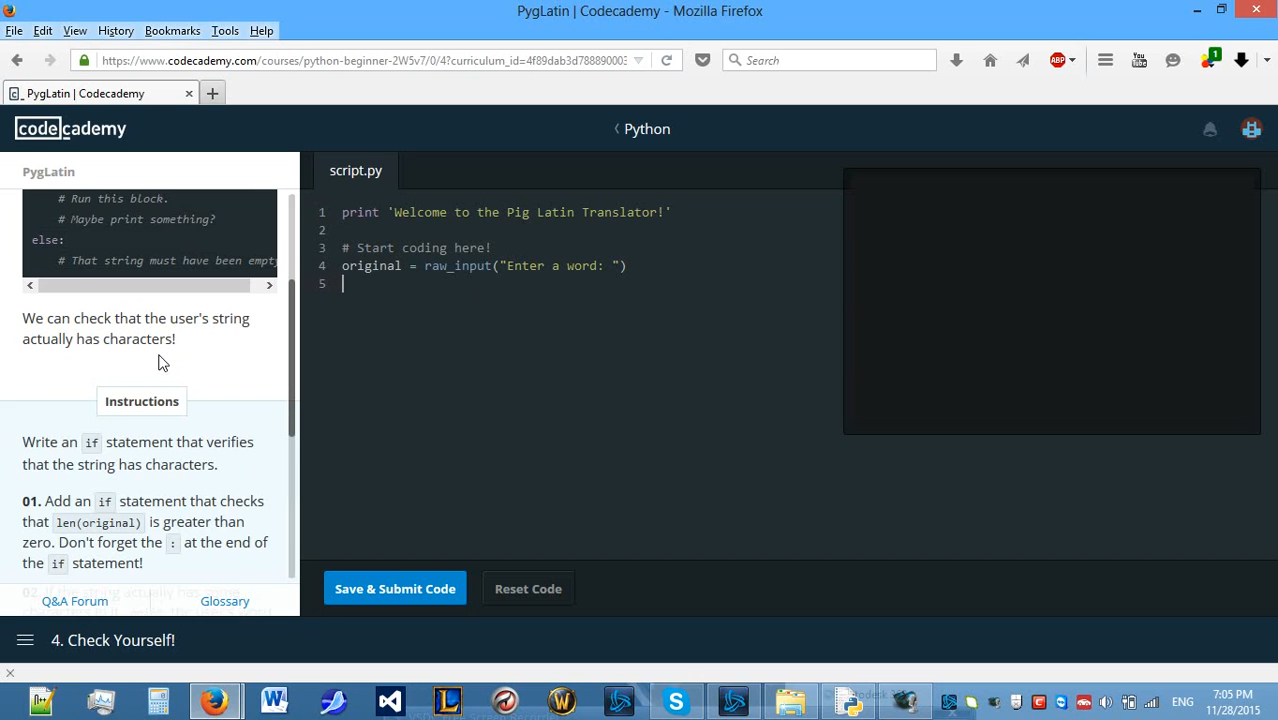 PygLatin | Codecademy - Mozilla Firefox
File Edit View History Bookmarks Tools Help
https://www.codecademy.com/courses/python-beginner-2W5v7/0/4?curriculum_id=4f89dab3d788890003
Search
ABP
You Tube
1
PygLatin | Codecademy
codecademy
Python
PygLatin
script.py
# Run this block.
# Maybe print something?
else:
# That string must have been empty
We can check that the user's string
actually has characters!
Instructions
Write an if statement that verifies
that the string has characters.
01. Add an if statement that checks
that len(original) is greater than
zero. Don't forget the : at the end of
the if statement!
Q&A Forum
Glossary
1 print 'Welcome to the Pig Latin Translator!'
2
3 # Start coding here!
4 original = raw_input("Enter a word: ")
5
Save & Submit Code
Reset Code
4. Check Yourself!
ENG
7:05 PM
11/28/2015